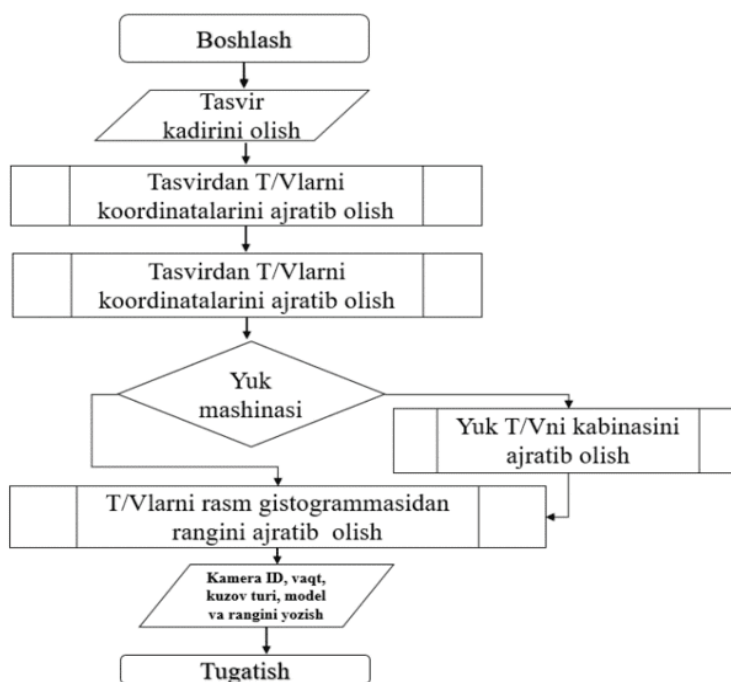 Boshlash
Tasvir
kadirini olish
Tasvirdan T/Vlarni
koordinatalarini ajratib olish
Tasvirdan T/Vlarni
koordinatalarini ajratib olish
Yuk
mashinasi
Yuk T/Vni kabinasini
ajratib olish
T/Vlarni rasm gistogrammasidan
rangini ajratib olish
Kamera ID, vaqt,
kuzov turi, model
va rangini yozish
Tugatish